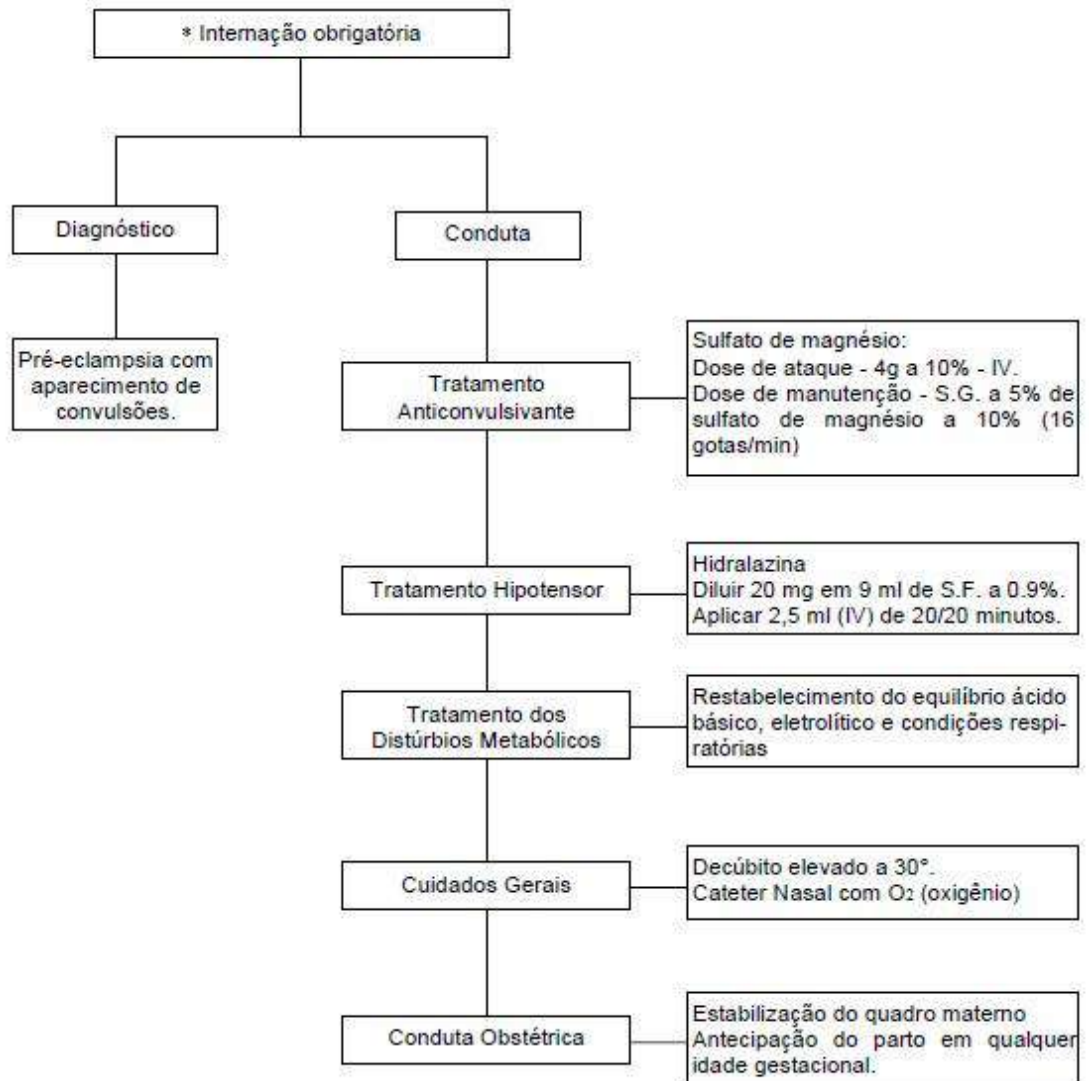 * Internação obrigatória
Diagnóstico
Conduta
Pré-eclampsia com
aparecimento de
convulsões.
Tratamento
Anticonvulsivante
Sulfato de magnésio:
Dose de ataque - 4g a 10% - IV.
Dose de manutenção - S.G. a 5% de
sulfato de magnésio a 10% (16
gotas/min)
Tratamento Hipotensor
Hidralazina
Diluir 20 mg em 9 ml de S.F. a 0.9%.
Aplicar 2,5 ml (IV) de 20/20 minutos.
Tratamento dos
Distúrbios Metabólicos
Restabelecimento do equilíbrio ácido
básico, eletrolítico e condições respi-
ratórias
Cuidados Gerais
Decúbito elevado a 30°.
Cateter Nasal com O2 (oxigênio)
Conduta Obstétrica
Estabilização do quadro materno
Antecipação do parto em qualquer
idade gestacional.